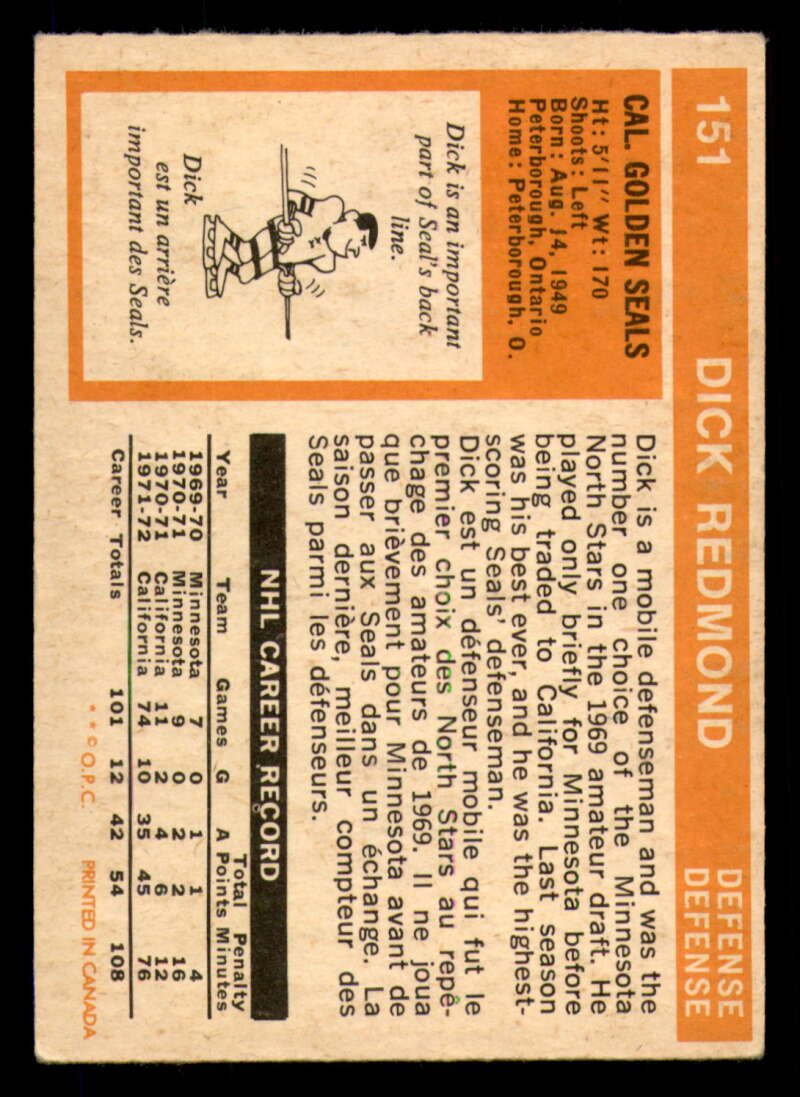 151 DICK REDMOND DEFENSE
DEFENSE
CAL. GOLDEN SEALS
Ht: 5'11" Wt: 170
Shoots: Left
Born: Aug. 14, 1949
Peterborough, Ontario
Home: Peterborough, O.
Dick is an important
part of Seal's back
line.
Dick
est un arrière
important des Seals.
Dick is a mobile defenseman and was the
number one choice of the Minnesota
North Stars in the 1969 amateur draft. He
played only briefly for Minnesota before
being traded to California. Last season
was his best ever, and he was the highest-
scoring Seals' defenseman.
Dick est un défenseur mobile qui fut le
premier choix des North Stars au repê-
chage des amateurs de 1969. Il ne joua
que brièvement pour Minnesota avant de
passer aux Seals dans un échange. La
saison dernière, meilleur compteur des
Seals parmi les défenseurs.
NHL CAREER RECORD
Total Penalty
Year Team Games G A Points Minutes
1969-70 Minnesota 7 0 1 1 4
1970-71 Minnesota 9 0 2 2 16
1970-71 California 11 2 4 6 12
1971-72 California 74 10 35 45 76
Career Totals 101 12 42 54 108
* * © O.P.C. PRINTED IN CANADA